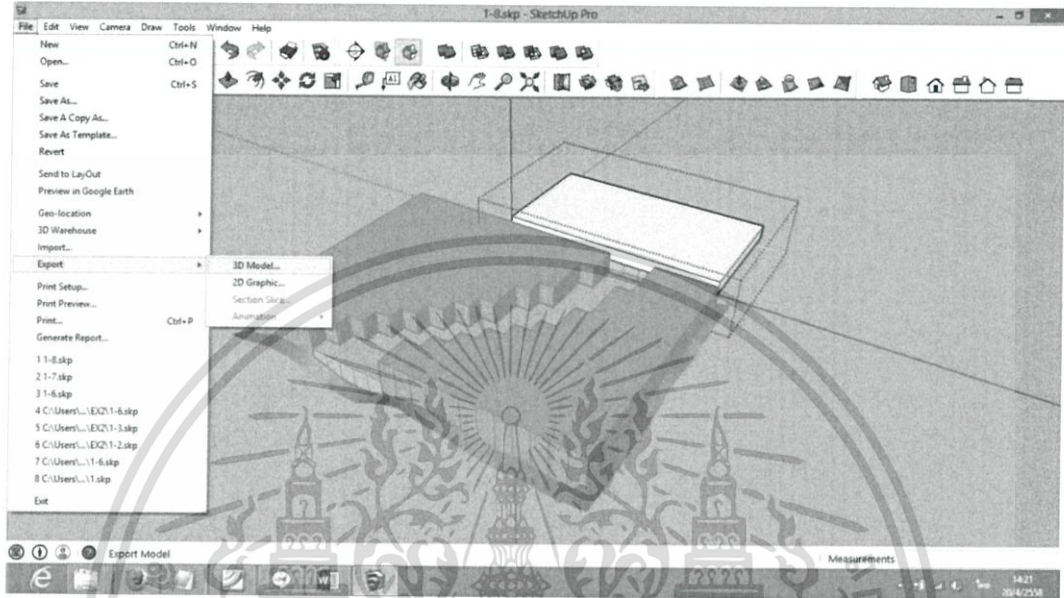 1-8.skp - SketchUp Pro
File Edit View Camera Draw Tools Window Help
New Ctrl+N
Open... Ctrl+O
Save Ctrl+S
Save As...
Save A Copy As...
Save As Template...
Revert
Send to LayOut
Preview in Google Earth
Geo-location
3D Warehouse
Import...
Export
3D Model...
2D Graphic...
Section Slice...
Animation
Print Setup...
Print Preview...
Print... Ctrl+P
Generate Report...
1 1-8.skp
2 1-7.skp
3 1-6.skp
4 C:\Users\...\EX2\1-6.skp
5 C:\Users\...\EX2\1-3.skp
6 C:\Users\...\EX2\1-2.skp
7 C:\Users\...\1-6.skp
8 C:\Users\...\1.skp
Exit
Export Model
Measurements
14:21
20/4/2558